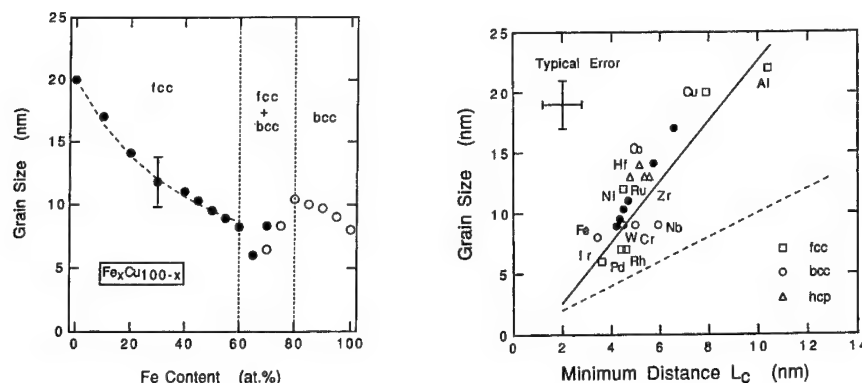 Grain Size (nm)
25
20
15
10
5
0
fcc
fcc
+
bcc
bcc
FexCu100-x
0 20 40 60 80 100
Fe Content (at.%)
Grain Size (nm)
25
20
15
10
5
0
Typical Error
Cu
Al
Co
Hf
Ni
Ru
Zr
Fe
W
Cr
Nb
Ir
Pd
Rh
fcc
bcc
hcp
0 2 4 6 8 10 12 14
Minimum Distance LC (nm)